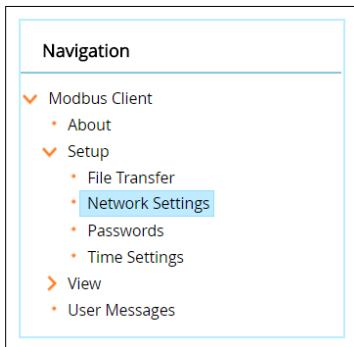 Navigation
Modbus Client
About
Setup
File Transfer
Network Settings
Passwords
Time Settings
View
User Messages